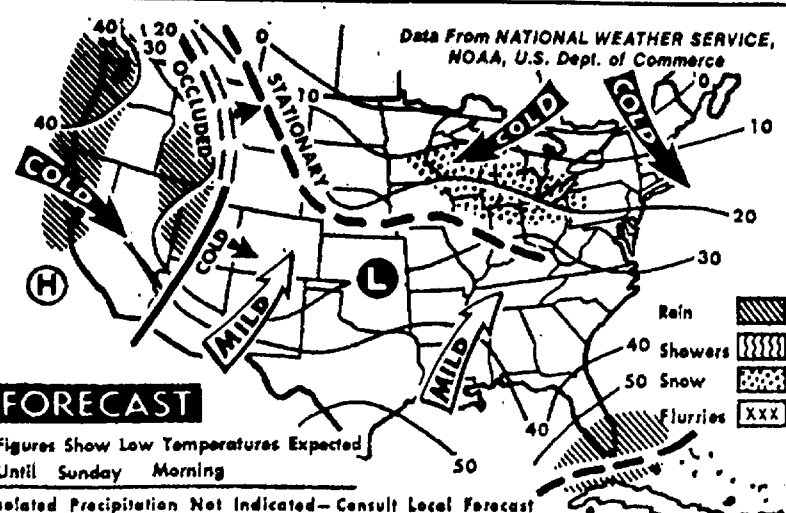 Data From NATIONAL WEATHER SERVICE,
NOAA, U.S. Dept. of Commerce
40
30
20
0
0
OCCLUDED
STATIONARY
10
COLD
COLD
10
40
COLD
20
COLD
30
H
L
MILD
MILD
Rain
40
Showers
50
Snow
Flurries
XXX
40
50
FORECAST
Figures Show Low Temperatures Expected
Until Sunday Morning
Precipitation Not Indicated— Consult Local Forecast